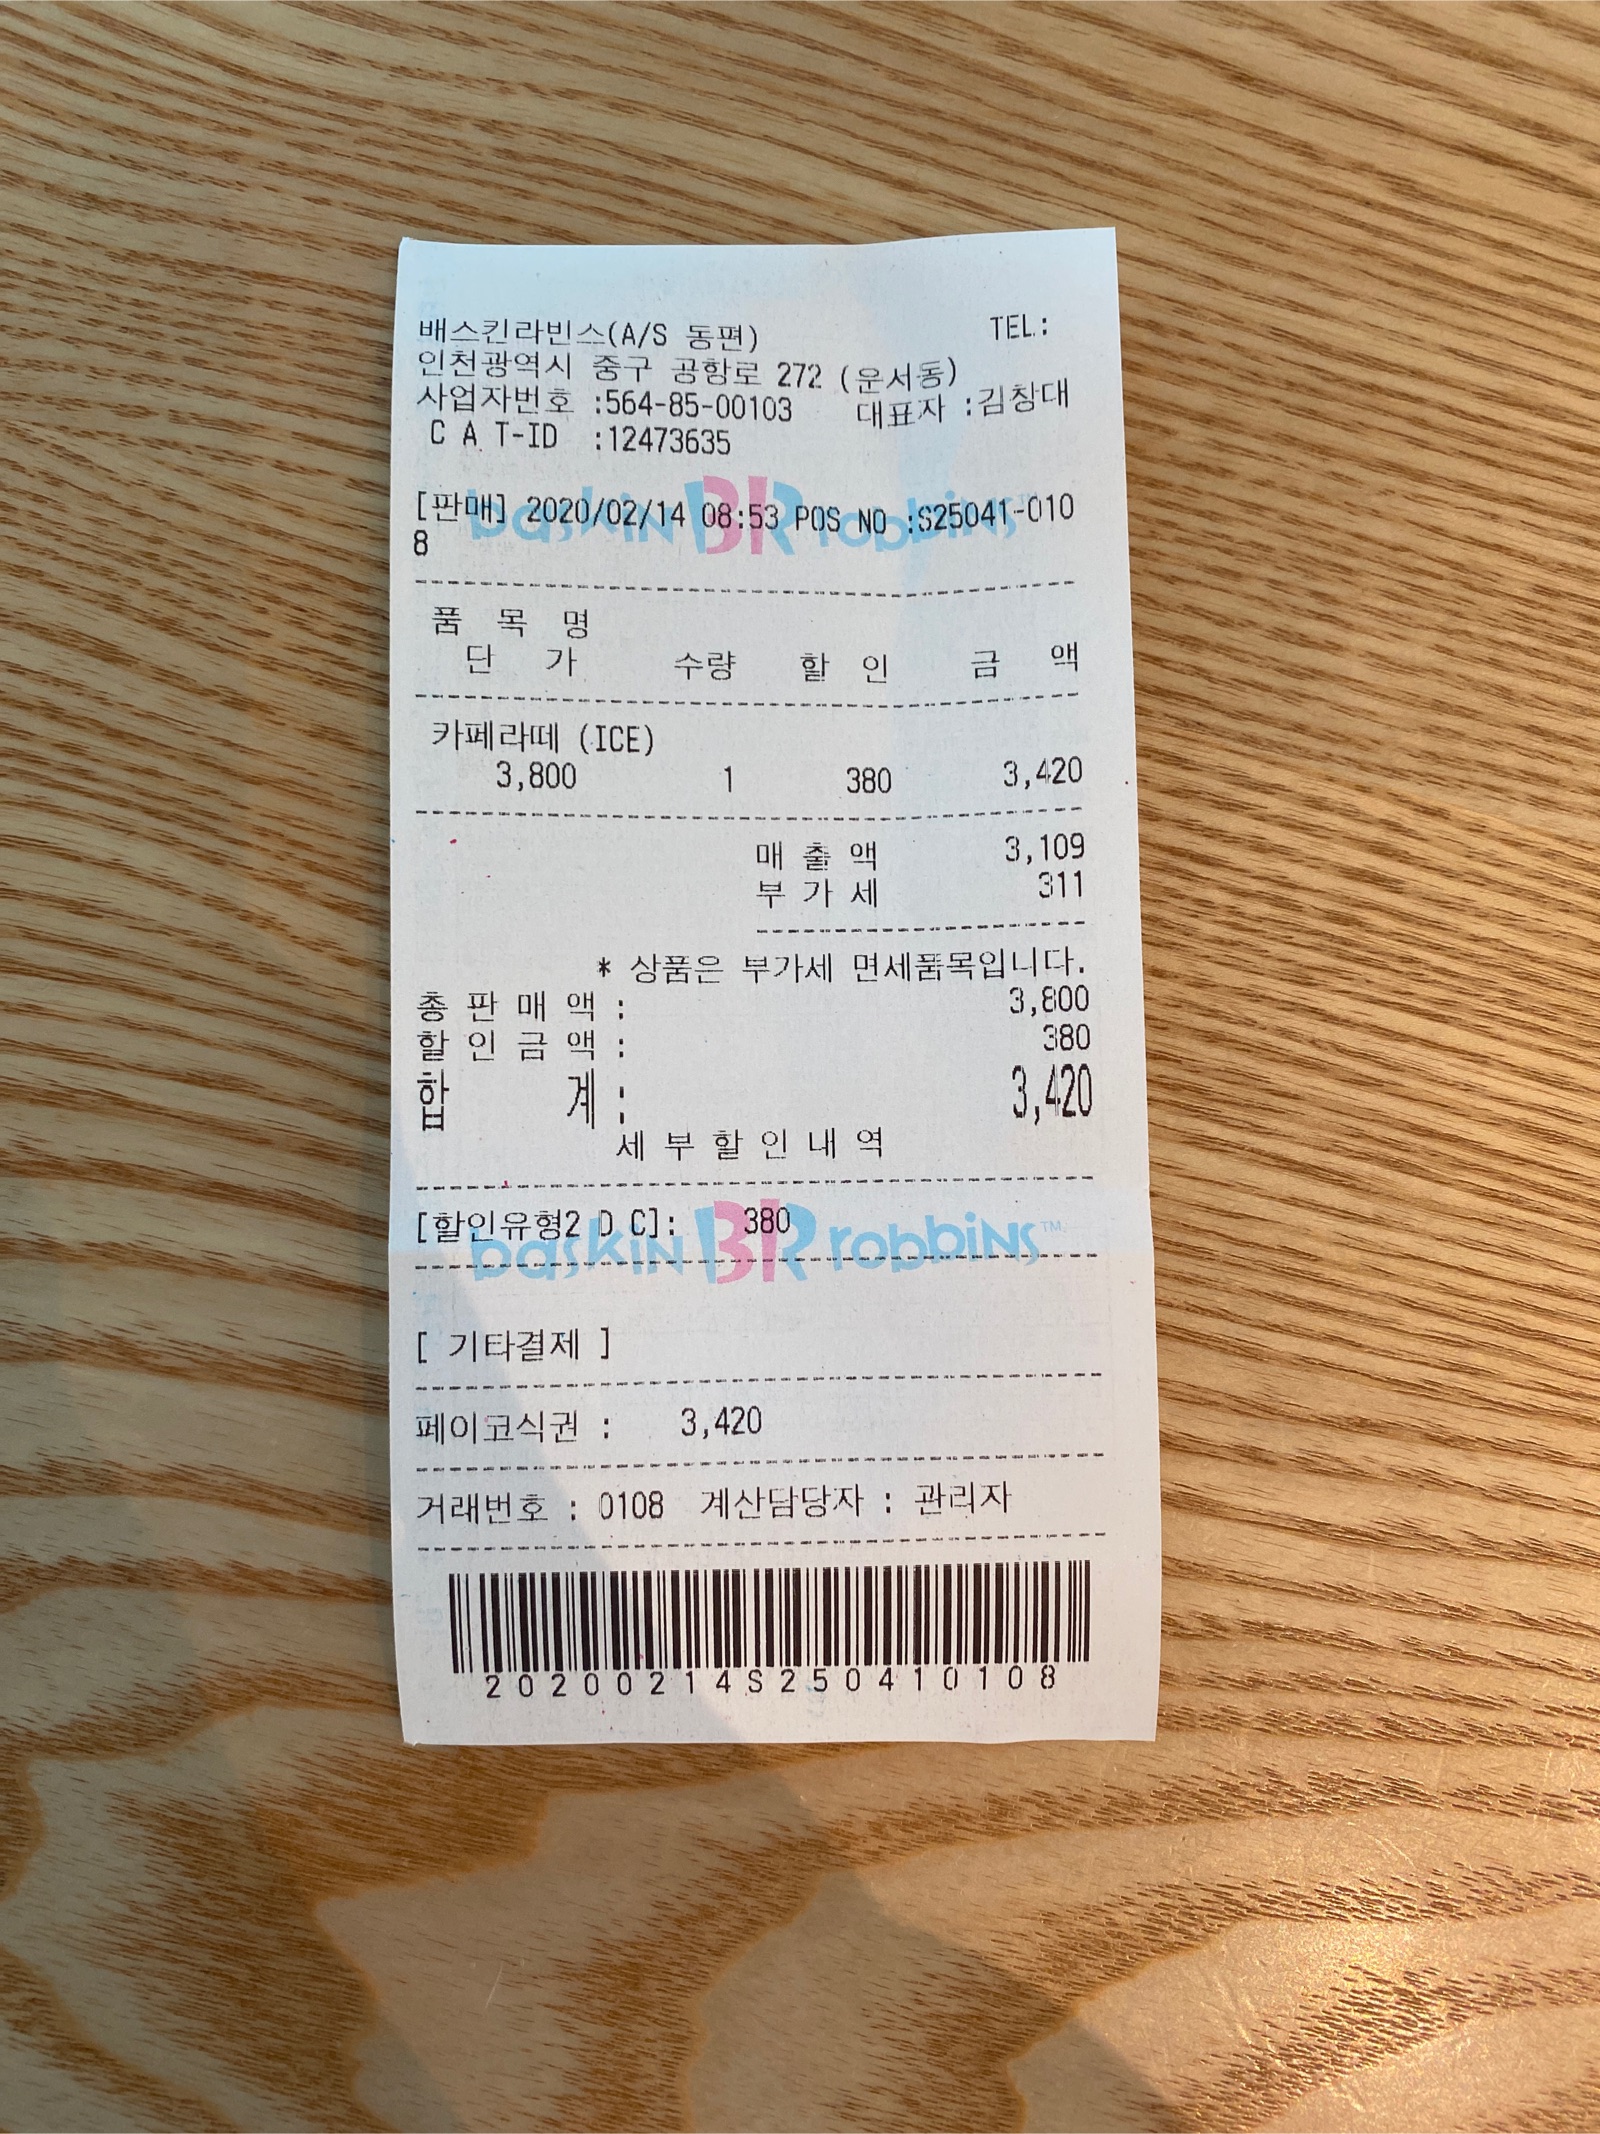 배스킨라빈스(A/S 동편) TEL:
인천광역시 중구 공항로 272 (운서동)
사업자번호 :564-85-00103 대표자 :김창대
C A T-ID :12473635
baskin BR robbins
[판매] 2020/02/14 08:53 POS NO :S25041-010
8
품 목 명
단 가 수량 할 인 금 액
카페라떼 (ICE)
3,800 1 380 3,420
매 출 액 3,109
부 가 세 311
* 상품은 부가세 면세품목입니다.
총 판 매 액 : 3,800
할 인 금 액 : 380
합 계 : 3,420
세 부 할 인 내 역
[할인유형2 D C]: 380
baskin BR robbins™
[ 기타결제 ]
페이코식권 : 3,420
거래번호 : 0108 계산담당자 : 관리자
20200214S250410108